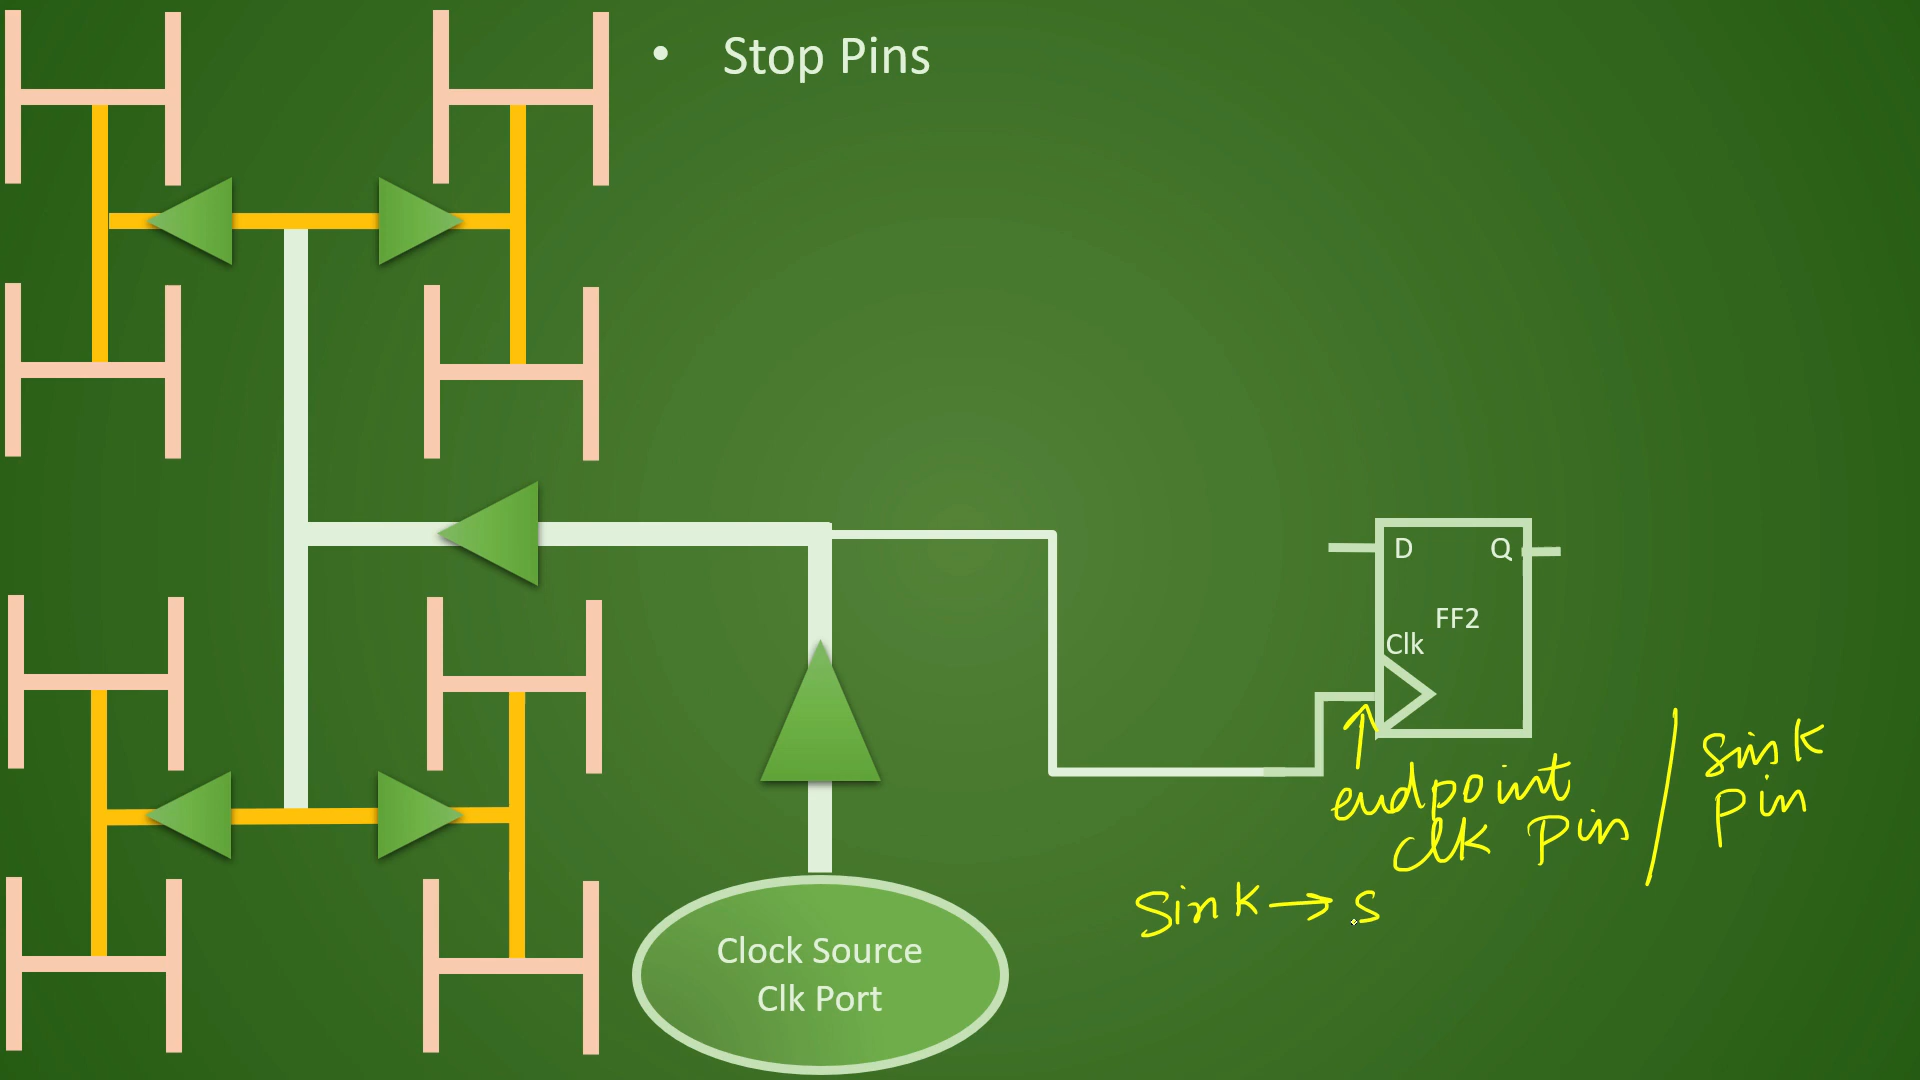 • Stop Pins
D Q
FF2
Clk
endpoint
Clk Pin / Sink
Pin
Sink → s
Clock Source
Clk Port